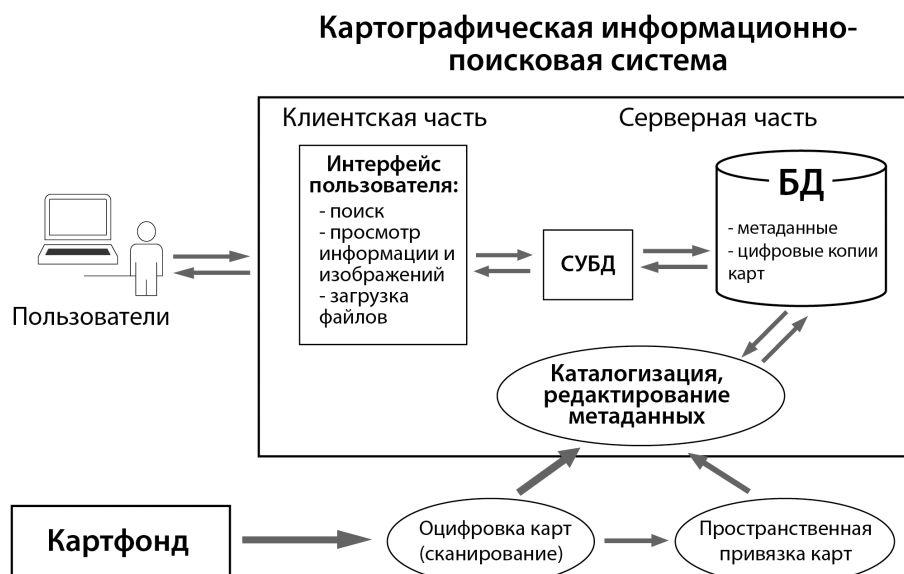 Картографическая информационно-
поисковая система
Клиентская часть
Серверная часть
Интерфейс
пользователя:
- поиск
- просмотр
информации и
изображений
- загрузка
файлов
СУБД
БД
- метаданные
- цифровые копии
карт
Пользователи
Каталогизация,
редактирование
метаданных
Картфонд
Оцифровка карт
(сканирование)
Пространственная
привязка карт